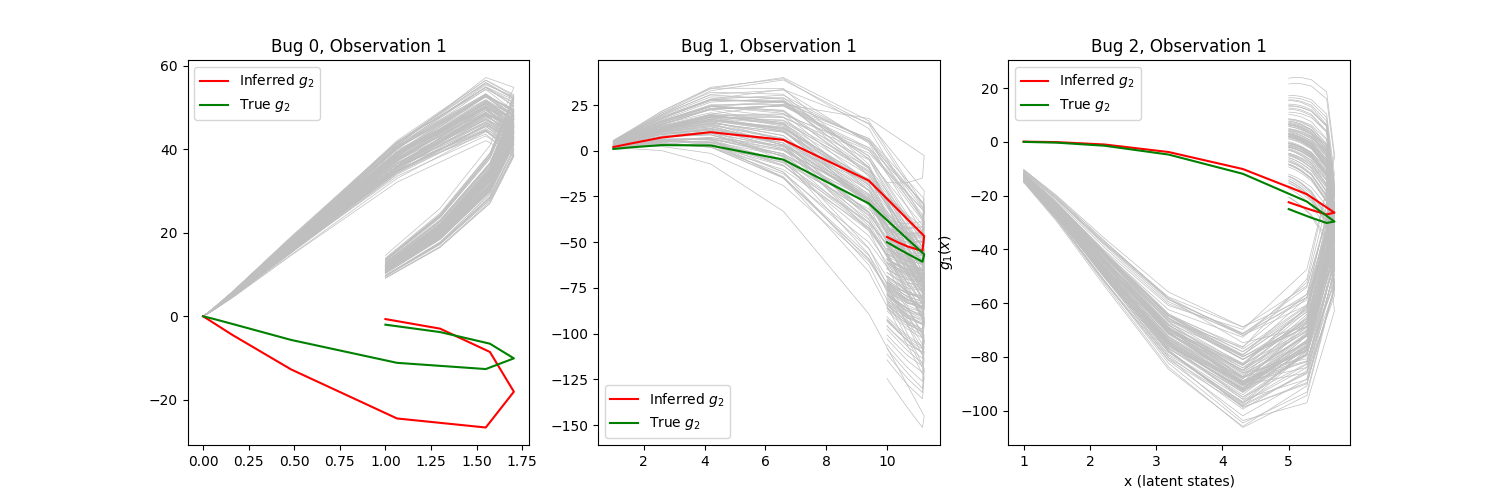 Bug 0, Observation 1
Inferred g₂
True g₂
60
40
20
0
−20
0.00 0.25 0.50 0.75 1.00 1.25 1.50 1.75
Bug 1, Observation 1
25
0
−25
−50
−75
−100
−125
−150
Inferred g₂
True g₂
2 4 6 8 10
Bug 2, Observation 1
Inferred g₂
True g₂
g₁(x)
20
0
−20
−40
−60
−80
−100
1 2 3 4 5
x (latent states)